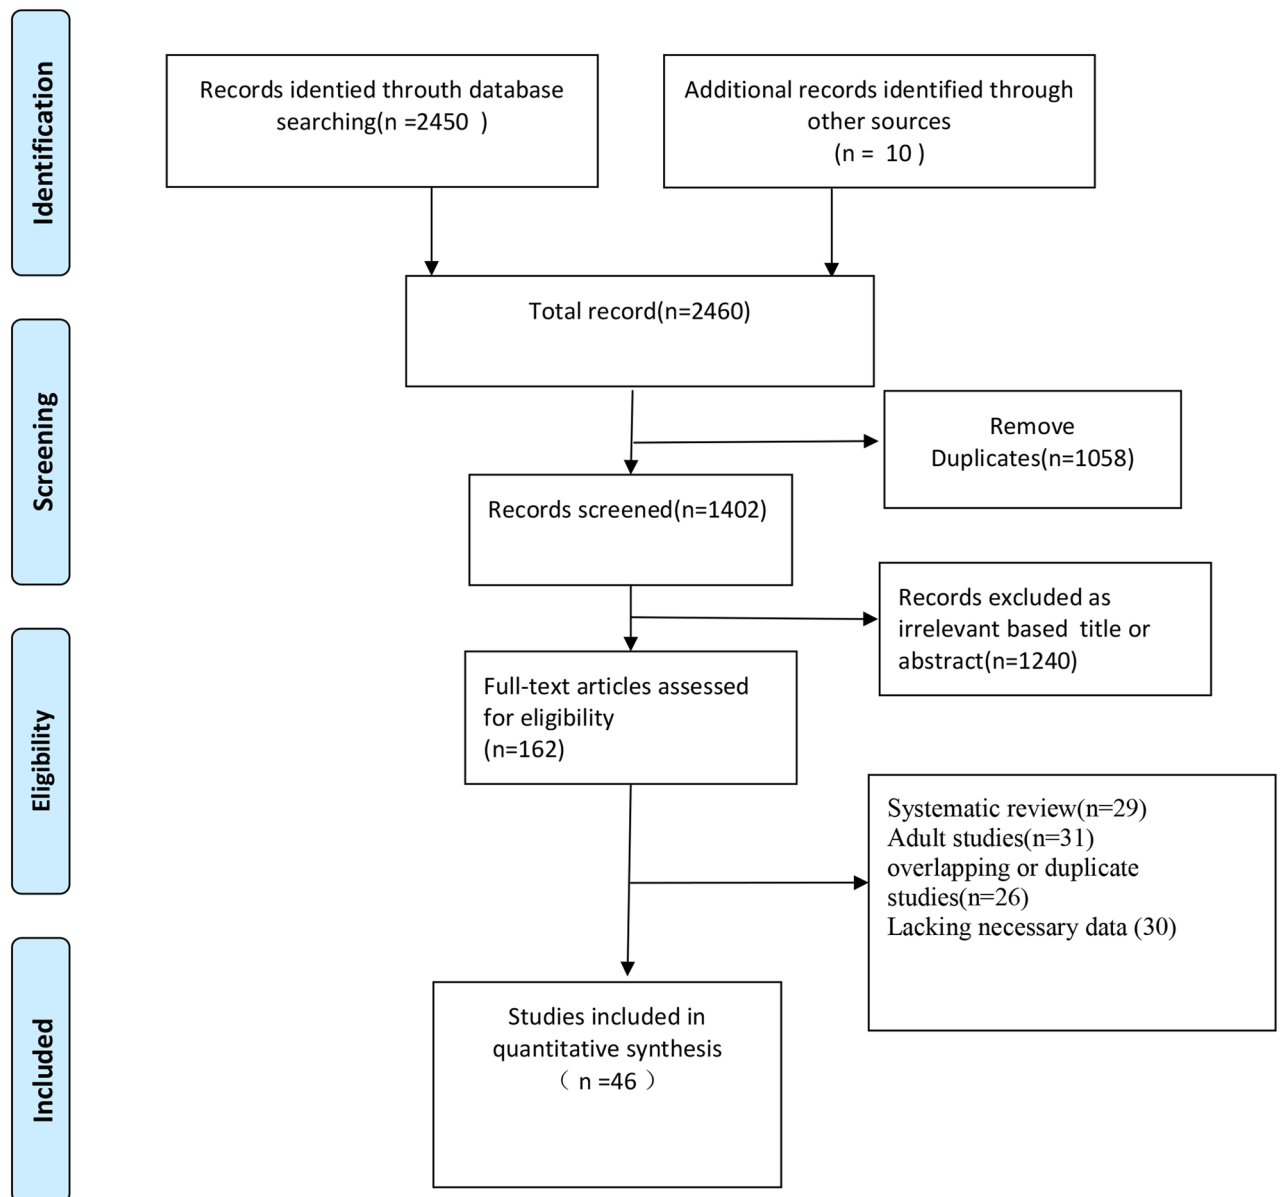 Identification
Records identied throuth database
searching(n =2450  )
Additional records identified through
other sources
(n =  10 )
Total record(n=2460)
Screening
Remove
Duplicates(n=1058)
Records screened(n=1402)
Records excluded as
irrelevant based  title or
abstract(n=1240)
Eligibility
Full-text articles assessed
for eligibility
(n=162)
Systematic review(n=29)
Adult studies(n=31)
overlapping or duplicate
studies(n=26)
Lacking necessary data (30)
Included
Studies included in
quantitative synthesis
（ n =46 ）